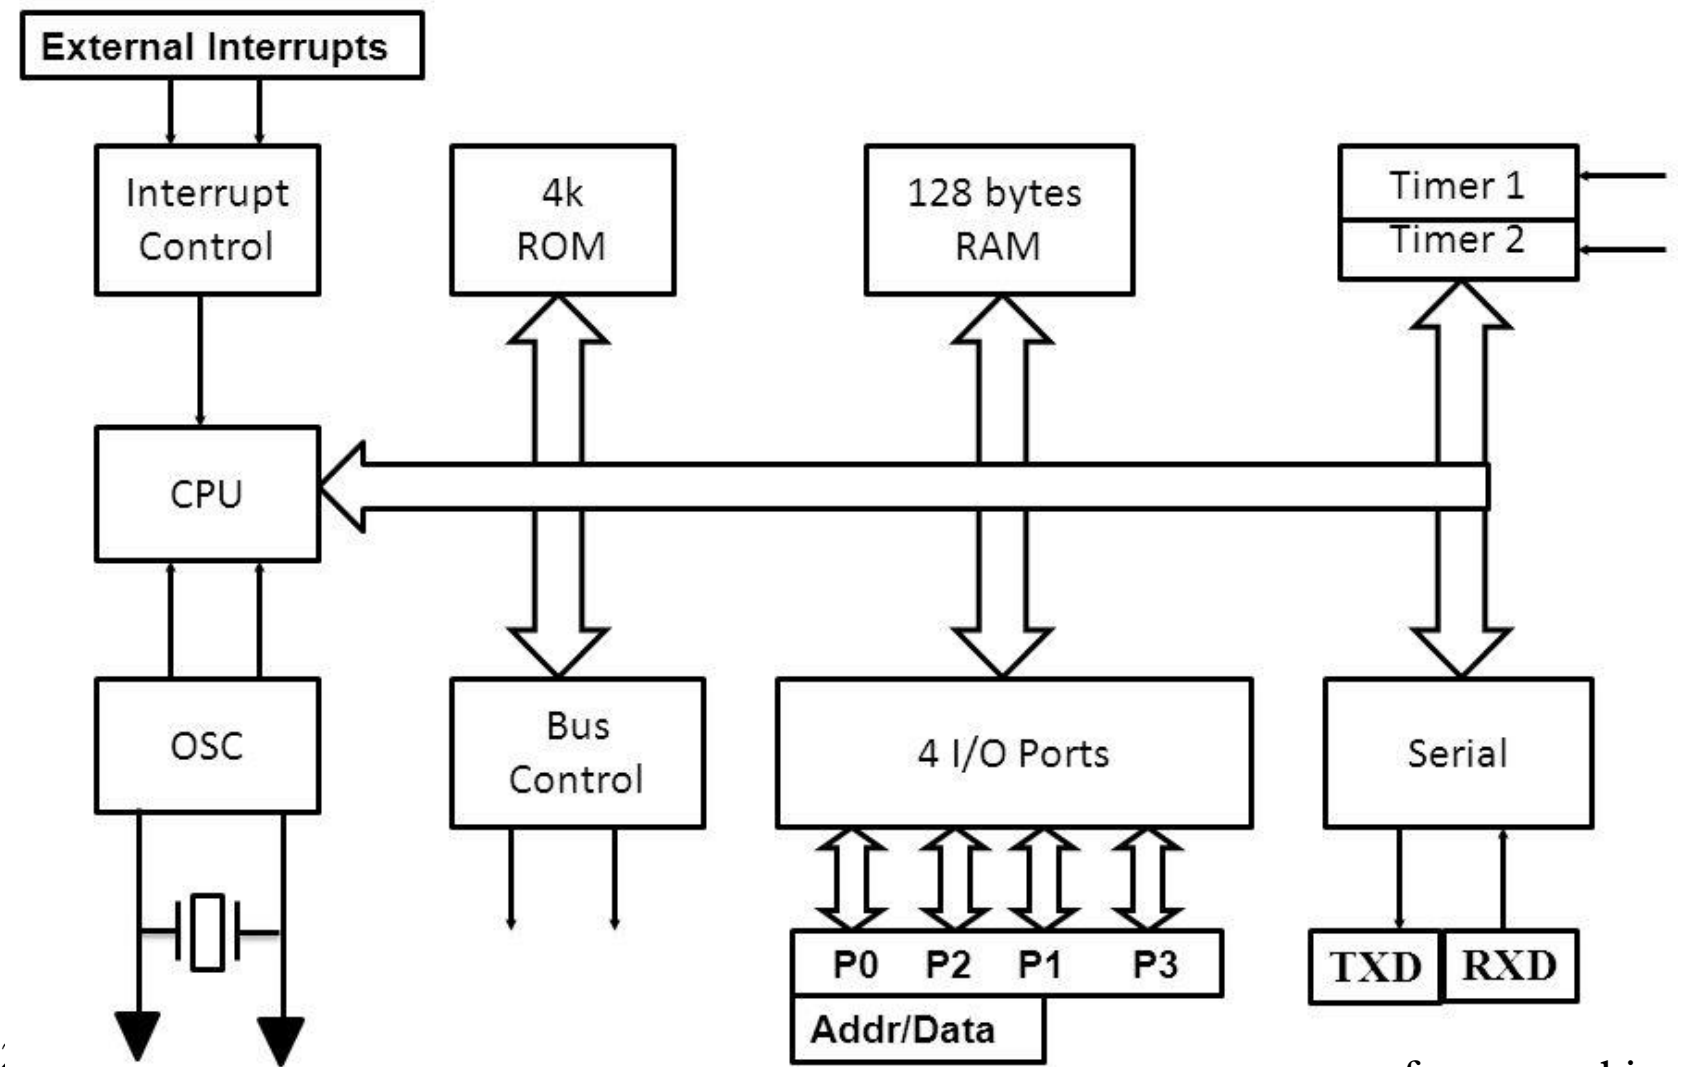 External Interrupts
Interrupt
Control
4k
ROM
128 bytes
RAM
Timer 1
Timer 2
CPU
OSC
Bus
Control
4 I/O Ports
Serial
P0 P2 P1 P3
TXD RXD
Addr/Data